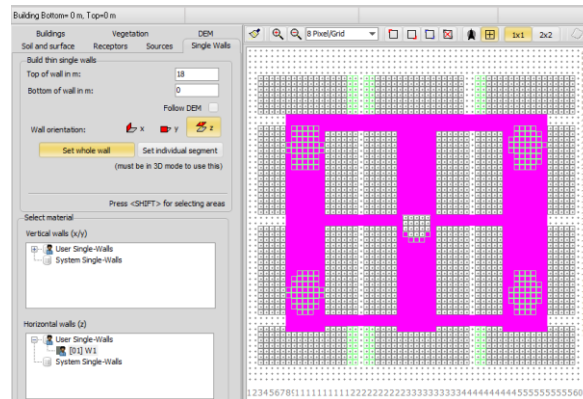 Building Bottom= 0 m, Top=0 m
Buildings
Vegetation
DEM
Soil and surface
Receptors
Sources
Single Walls
Build thin single walls
Top of wall in m:
18
Bottom of wall in m:
0
Follow DEM
Wall orientation:
x
y
z
Set whole wall
Set individual segment
(must be in 3D mode to use this)
Press <SHIFT> for selecting areas
Select material
Vertical walls (x/y)
User Single-Walls
System Single-Walls
Horizontal walls (z)
User Single-Walls
[01] W1
System Single-Walls
8 Pixel/Grid
1x1
2x2